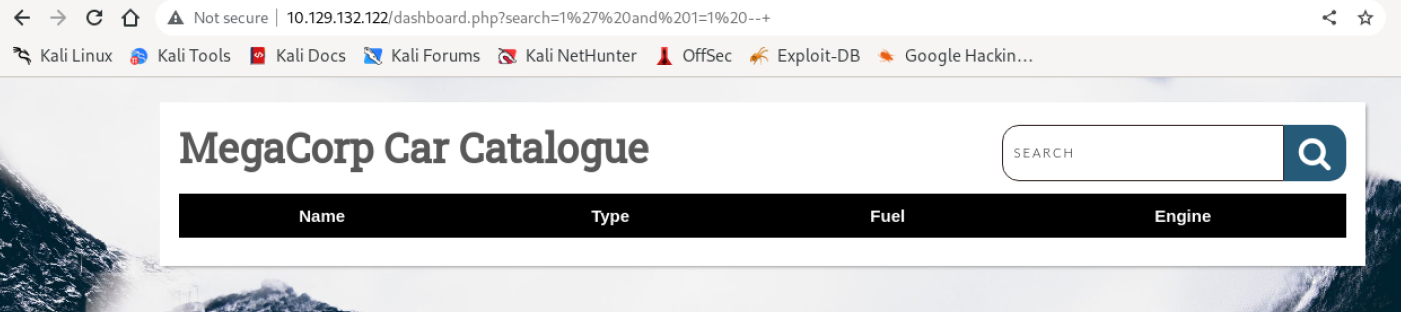 Not secure 10.129.132.122/dashboard.php?search=1%27%20and%201=1%20--+
Kali Linux Kali Tools Kali Docs Kali Forums Kali NetHunter OffSec Exploit-DB Google Hackin…
MegaCorp Car Catalogue
SEARCH
Name Type Fuel Engine